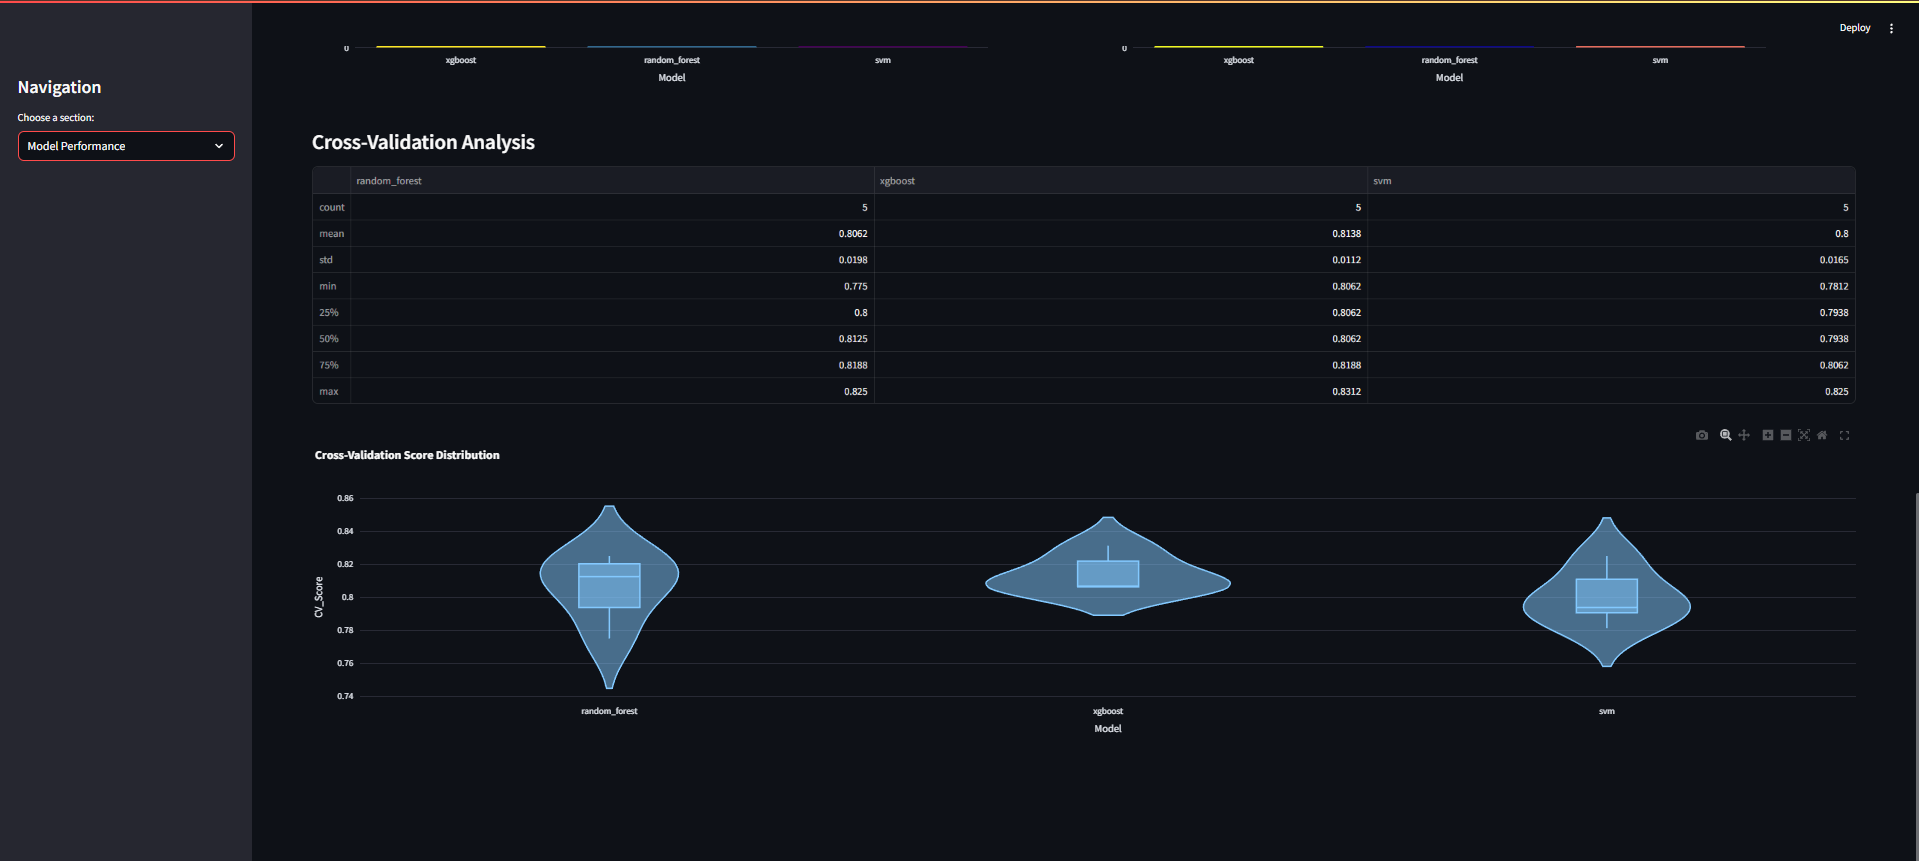 Deploy
Navigation
Choose a section:
Model Performance
0
xgboost random_forest svm
Model
0
xgboost random_forest svm
Model
Cross-Validation Analysis
random_forest xgboost svm
count 5 5 5
mean 0.8062 0.8138 0.8
std 0.0198 0.0112 0.0165
min 0.775 0.8062 0.7812
25% 0.8 0.8062 0.7938
50% 0.8125 0.8062 0.7938
75% 0.8188 0.8188 0.8062
max 0.825 0.8312 0.825
Cross-Validation Score Distribution
CV_Score
0.86
0.84
0.82
0.8
0.78
0.76
0.74
random_forest xgboost svm
Model